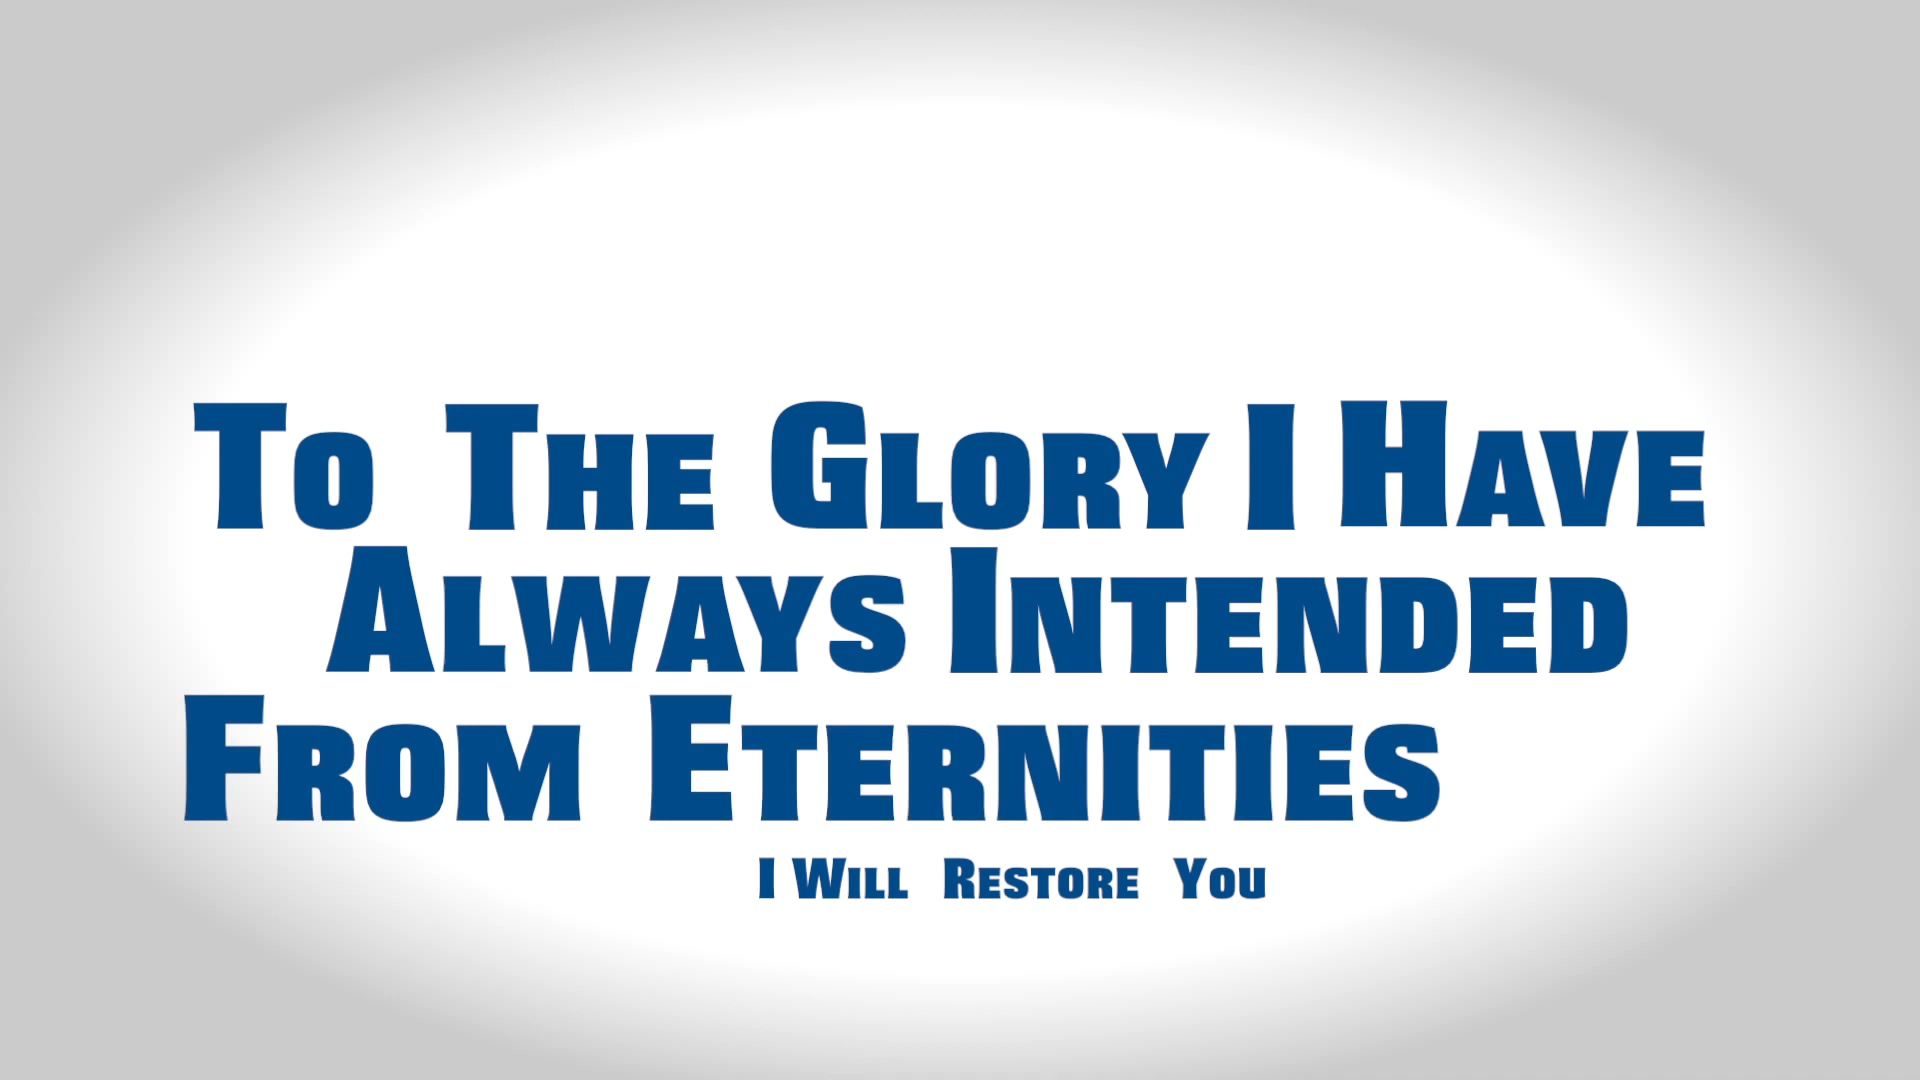 To The Glory I Have
Always Intended
From Eternities
I Will Restore You